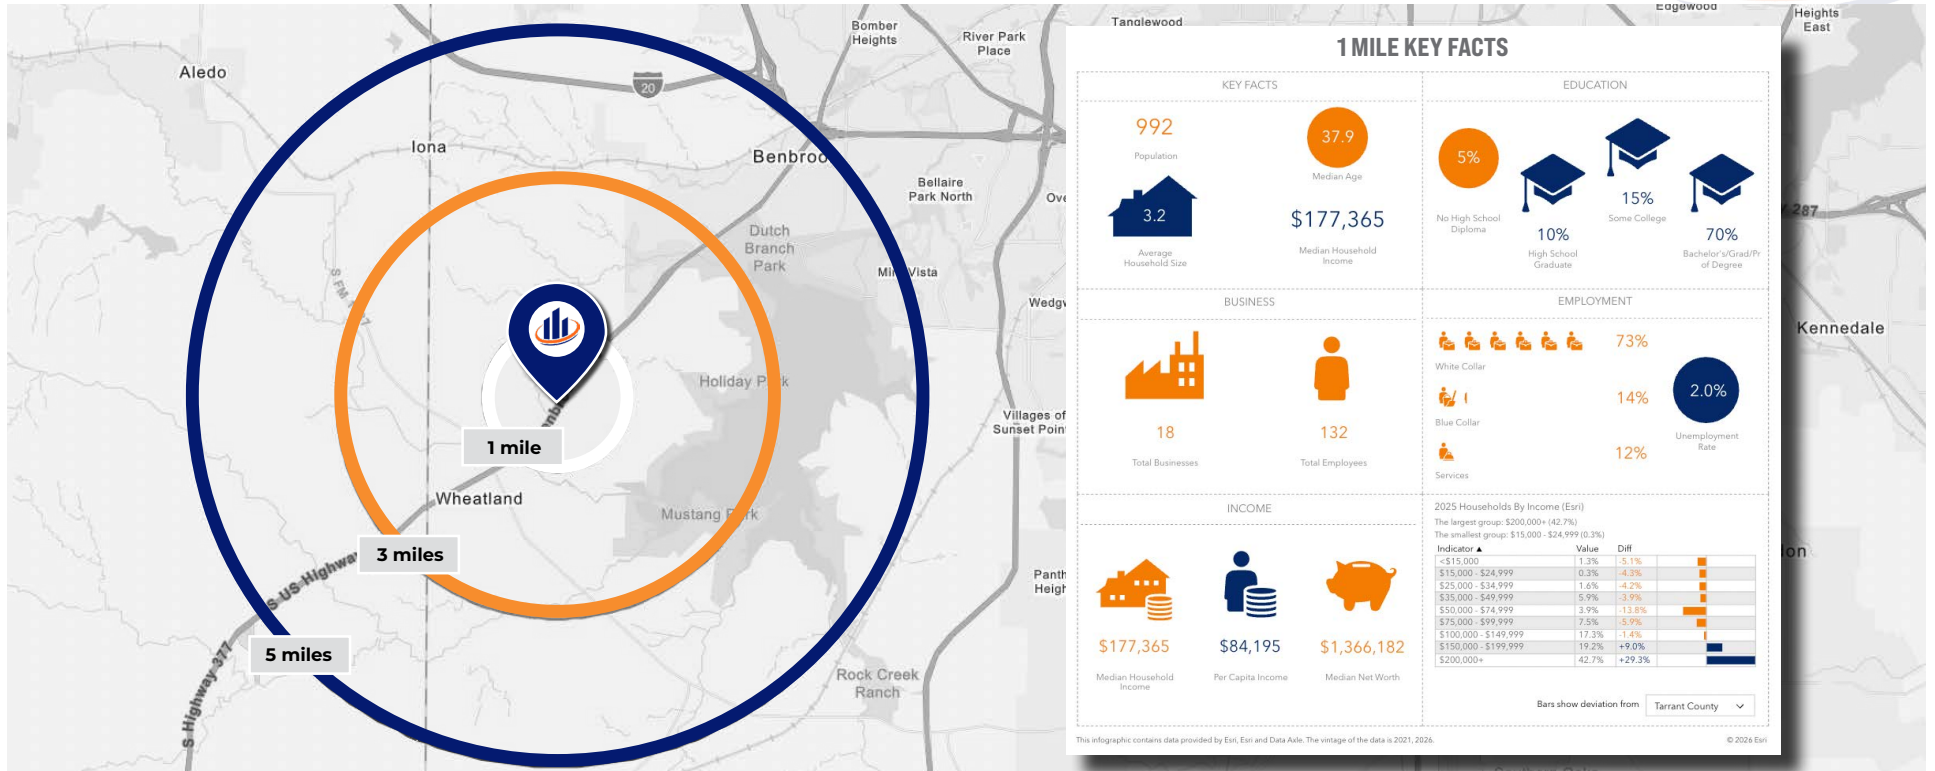 Edgewood
Heights
East
Tanglewood
Bomber
Heights
River Park
Place
Aledo
20
Iona
Benbroo
Bellaire
Park North
Dutch
Branch
Park
Vista
Holiday
Villages of
Sunset Poin
1 mile
Wheatland
Mustang
3 miles
S US Highway
5 miles
S Highway 377
Rock Creek
Ranch
Kennedale
287
1 MILE KEY FACTS
KEY FACTS
992
Population
37.9
Median Age
3.2
Average
Household Size
$177,365
Median Household
Income
EDUCATION
5%
No High School
Diploma
10%
High School
Graduate
15%
Some College
70%
Bachelor's/Grad/Pr
of Degree
BUSINESS
18
Total Businesses
132
Total Employees
EMPLOYMENT
73%
White Collar
14%
Blue Collar
12%
Services
2.0%
Unemployment
Rate
INCOME
$177,365
Median Household
Income
$84,195
Per Capita Income
$1,366,182
Median Net Worth
2025 Households By Income (Esri)
The largest group: $200,000+ (42.7%)
The smallest group: $15,000 - $24,999 (0.3%)
Indicator ▲ Value Diff
<$15,000 1.3% -5.1%
$15,000 - $24,999 0.3% -4.3%
$25,000 - $34,999 1.6% -4.2%
$35,000 - $49,999 5.9% -3.9%
$50,000 - $74,999 3.9% -13.8%
$75,000 - $99,999 7.5% -5.9%
$100,000 - $149,999 17.3% -1.4%
$150,000 - $199,999 19.2% +9.0%
$200,000+ 42.7% +29.3%
Bars show deviation from Tarrant County
This infographic contains data provided by Esri, Esri and Data Axle. The vintage of the data is 2021, 2026.
© 2026 Esri